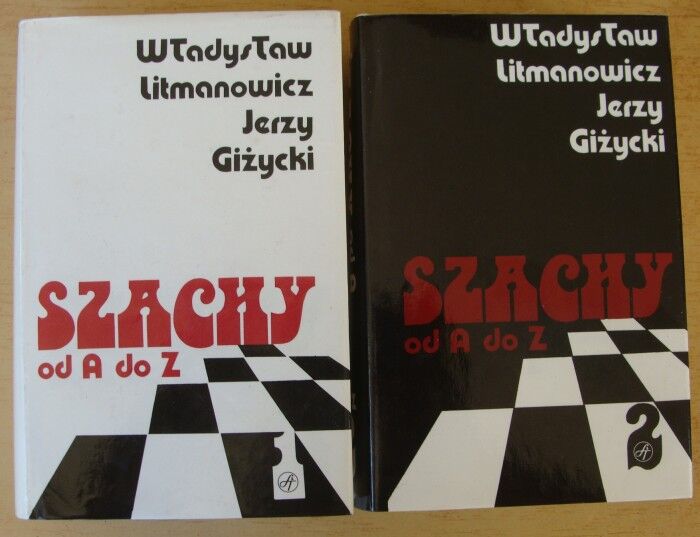 Władysław
Litmanowicz
Jerzy
Giżycki
SZACHY
od A do Z
1
Władysław
Litmanowicz
Jerzy
Giżycki
SZACHY
od A do Z
2